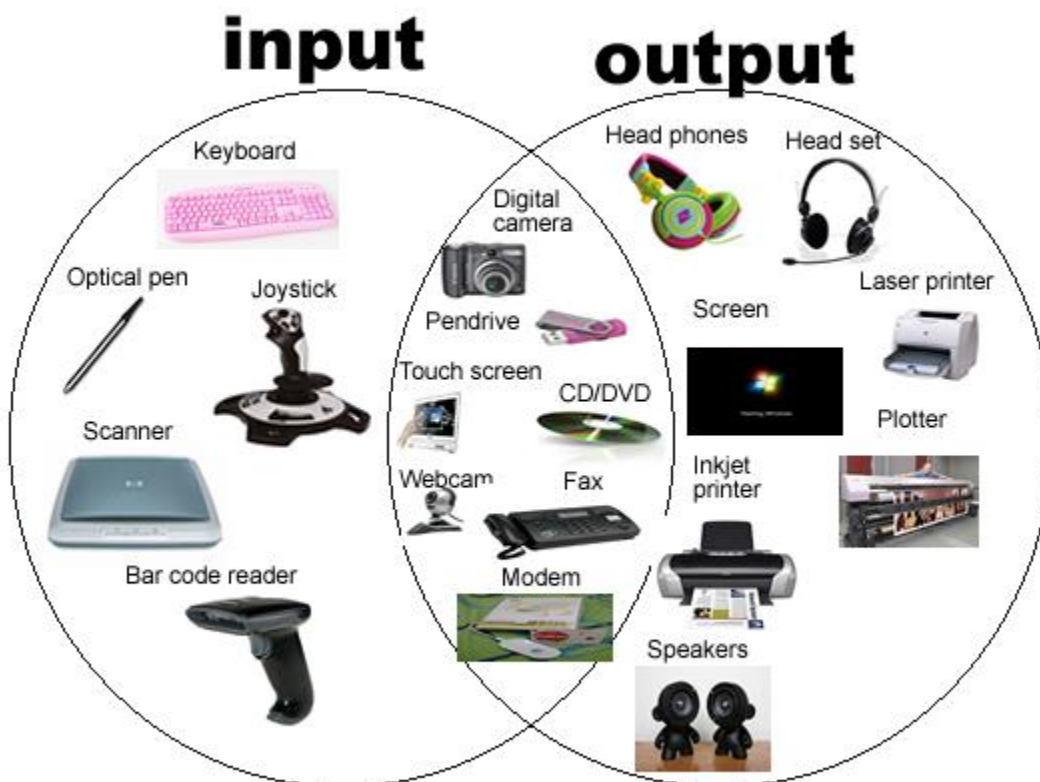 input
output
Keyboard
Head phones
Head set
Digital
camera
Optical pen
Joystick
Laser printer
Pendrive
Screen
Touch screen
CD/DVD
Plotter
Scanner
Webcam
Fax
Inkjet
printer
Bar code reader
Modem
Speakers